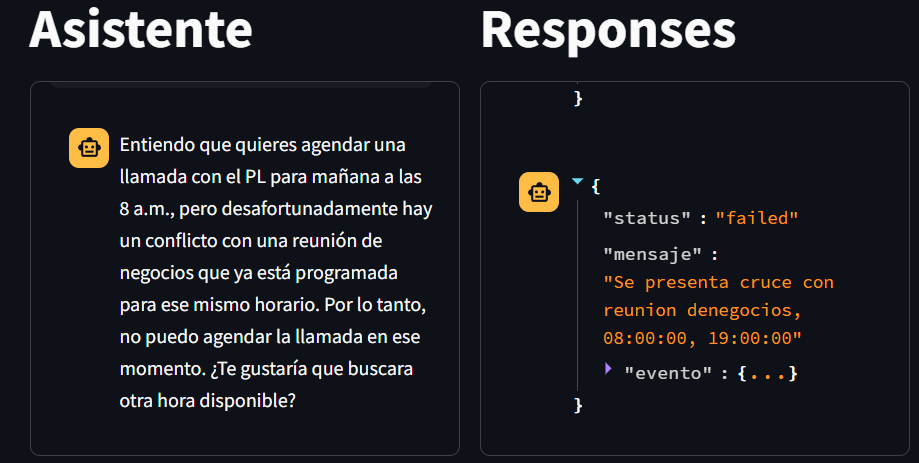 Asistente
Entiendo que quieres agendar una
llamada con el PL para mañana a las
8 a.m., pero desafortunadamente hay
un conflicto con una reunión de
negocios que ya está programada
para ese mismo horario. Por lo tanto,
no puedo agendar la llamada en ese
momento. ¿Te gustaría que buscara
otra hora disponible?
Responses
}
{
"status" : "failed"
"mensaje" :
"Se presenta cruce con
reunion denegocios,
08:00:00, 19:00:00"
"evento" : {...}
}